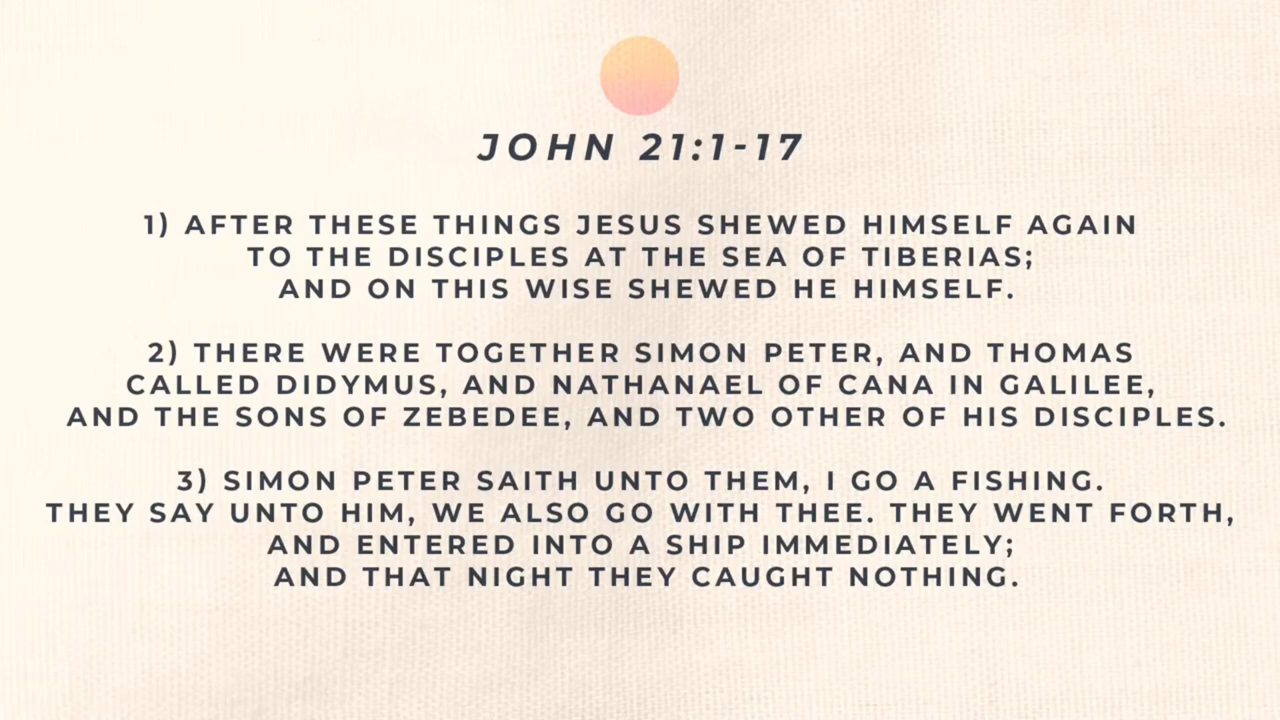 JOHN 21:1-17
1) AFTER THESE THINGS JESUS SHEWED HIMSELF AGAIN
TO THE DISCIPLES AT THE SEA OF TIBERIAS;
AND ON THIS WISE SHEWED HE HIMSELF.
2) THERE WERE TOGETHER SIMON PETER, AND THOMAS
CALLED DIDYMUS, AND NATHANAEL OF CANA IN GALILEE,
AND THE SONS OF ZEBEDEE, AND TWO OTHER OF HIS DISCIPLES.
3) SIMON PETER SAITH UNTO THEM, I GO A FISHING.
THEY SAY UNTO HIM, WE ALSO GO WITH THEE. THEY WENT FORTH,
AND ENTERED INTO A SHIP IMMEDIATELY;
AND THAT NIGHT THEY CAUGHT NOTHING.